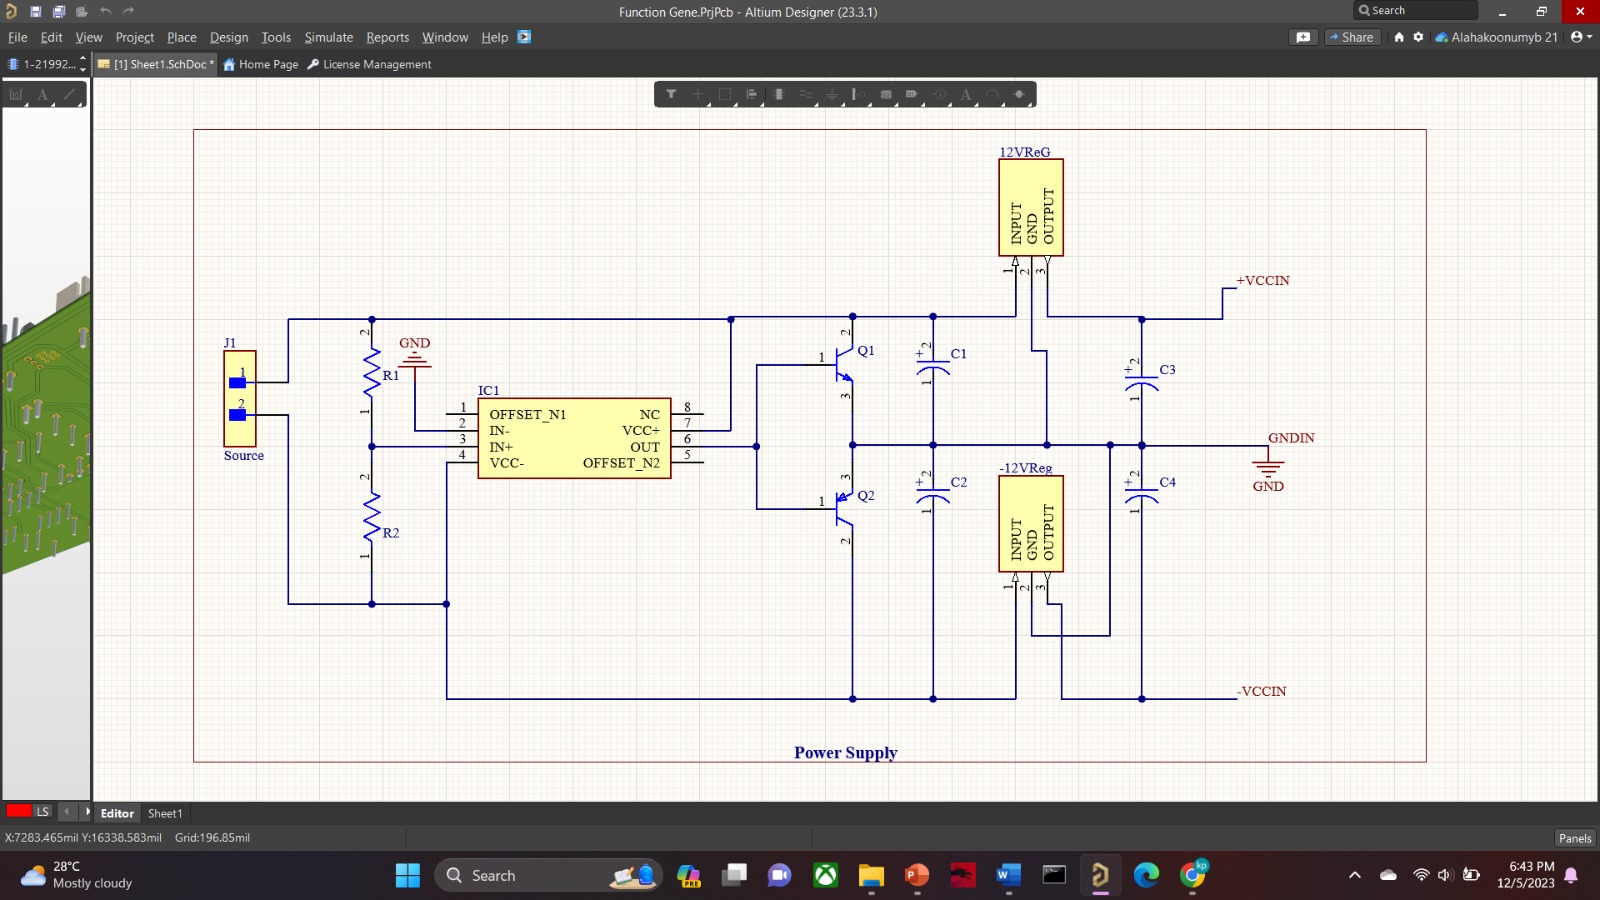 Function Gene.PrjPcb - Altium Designer (23.3.1)
Search
File Edit View Project Place Design Tools Simulate Reports Window Help
Share
Alahakoonumyb 21
1-21992...
[1] Sheet1.SchDoc *
Home Page
License Management
A
A
12VReG
INPUT
GND
OUTPUT
1
2
3
+VCCIN
J1
1
2
Source
2
R1
1
GND
IC1
1 OFFSET_N1 NC 8
2 IN- VCC+ 7
3 IN+ OUT 6
4 VCC- OFFSET_N2 5
2
R2
1
2
1
Q1
3
3
1
Q2
2
+ 2
C1
1
+ 2
C2
1
+ 2
C3
1
+ 2
C4
1
GNDIN
GND
-12VReg
INPUT
GND
OUTPUT
1
2
3
-VCCIN
Power Supply
LS
Editor
Sheet1
X:7283.465mil Y:16338.583mil Grid:196.85mil
Panels
28°C
Mostly cloudy
Search
PRE
kp
6:43 PM
12/5/2023